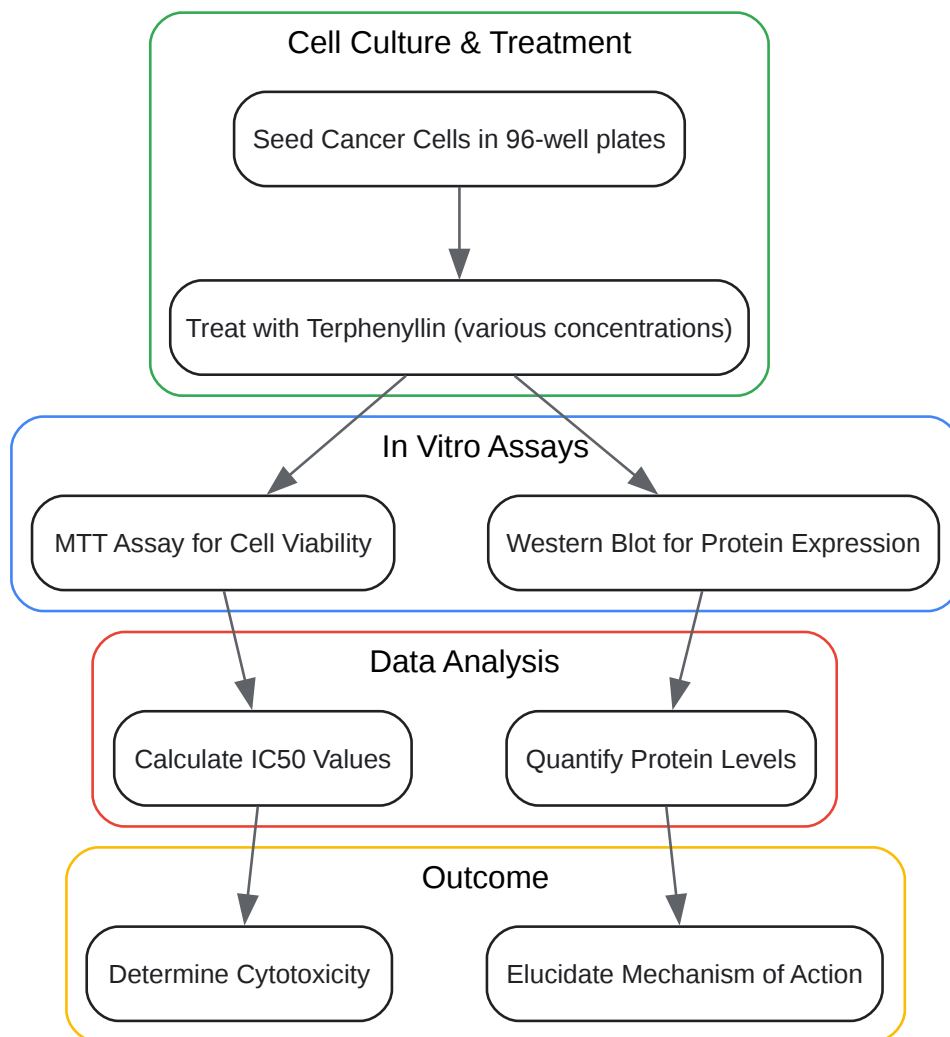 Cell Culture & Treatment
Seed Cancer Cells in 96-well plates
Treat with Terphenyllin (various concentrations)
In Vitro Assays
MTT Assay for Cell Viability
Western Blot for Protein Expression
Data Analysis
Calculate IC50 Values
Quantify Protein Levels
Outcome
Determine Cytotoxicity
Elucidate Mechanism of Action